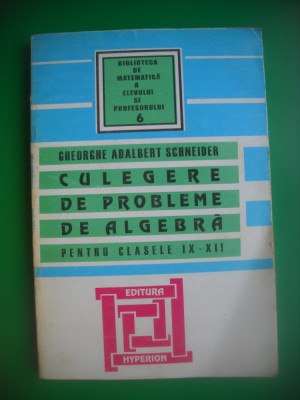 BIBLIOTECA
DE
MATEMATICĂ
A
ELEVULUI
SI
PROFESORULUI
6
GHEORGHE ADALBERT SCHNEIDER
CULEGERE
DE PROBLEME
DE ALGEBRĂ
PENTRU CLASELE IX-XII
EDITURA
HYPERION